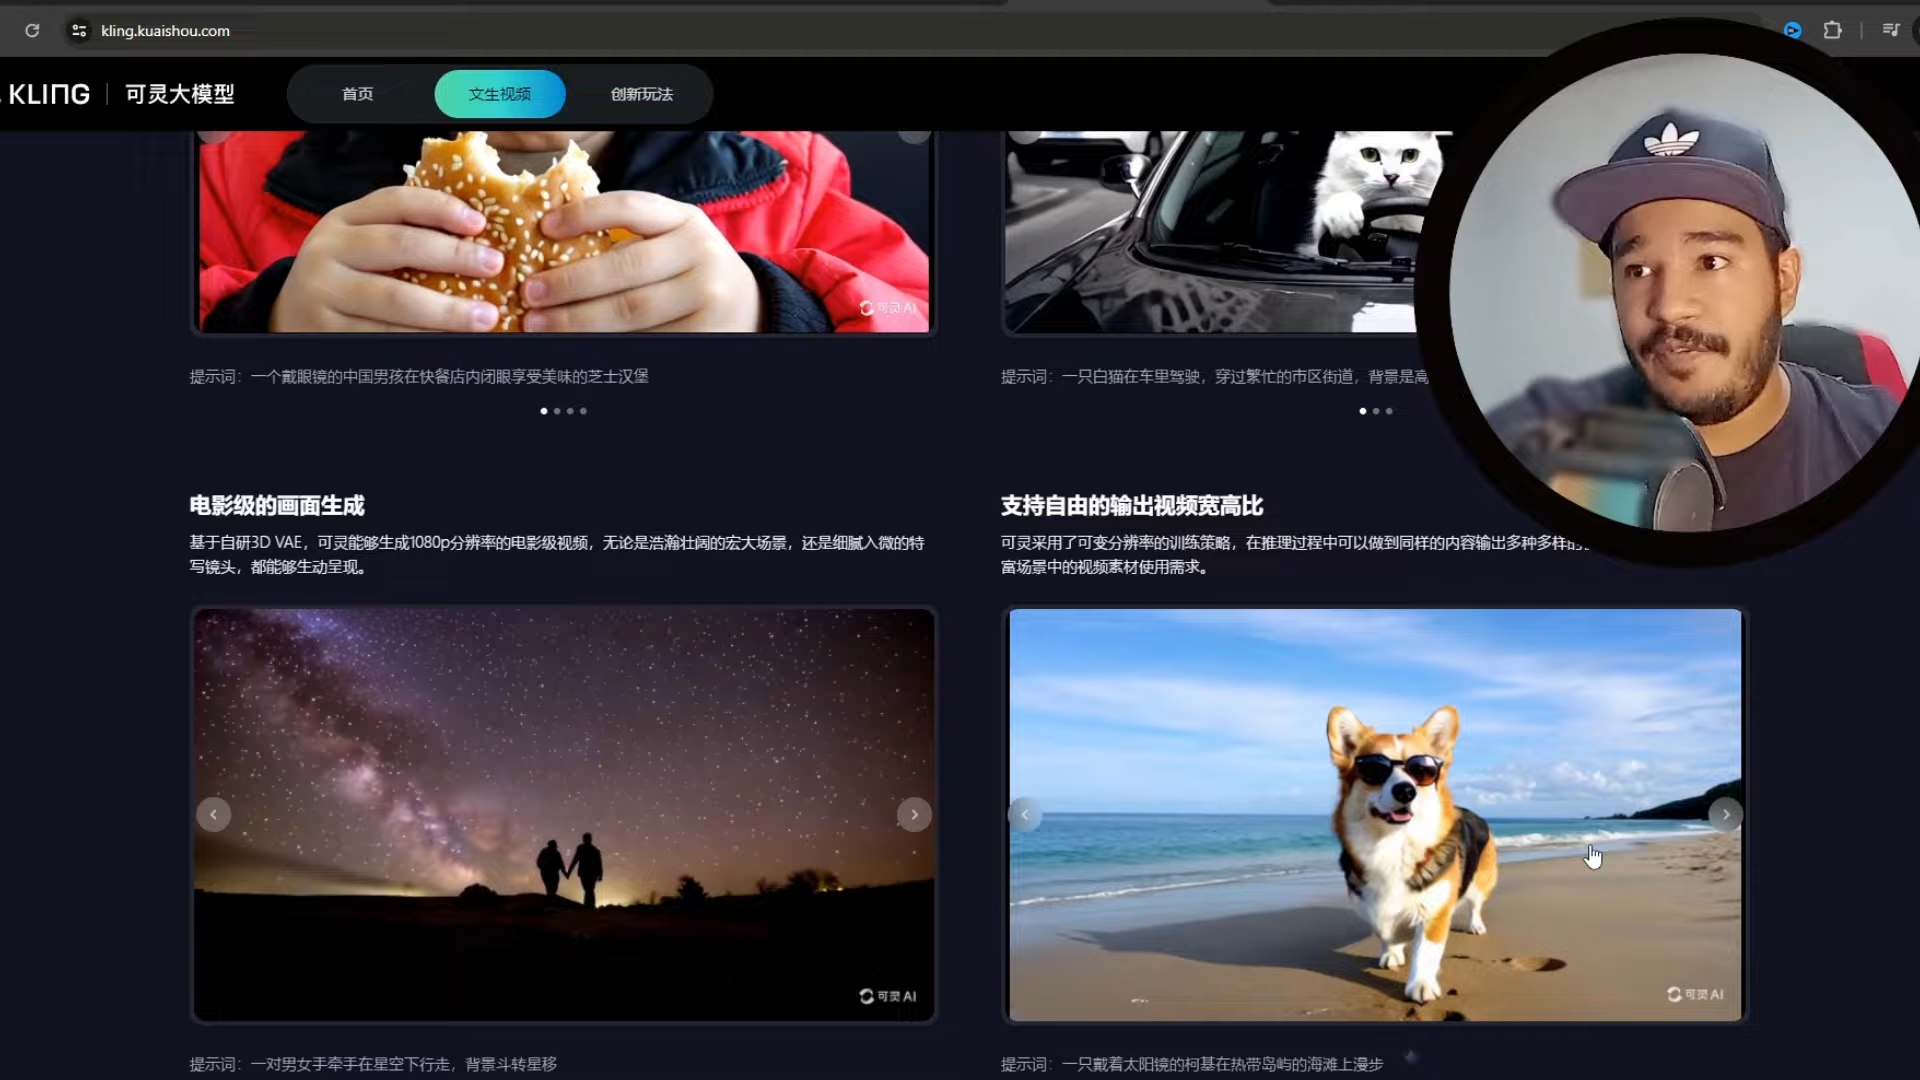 kling.kuaishou.com
KLING 可灵大模型
首页
文生视频
创新玩法
可灵 AI
提示词：一个戴眼镜的中国男孩在快餐店内闭眼享受美味的芝士汉堡
提示词：一只白猫在车里驾驶，穿过繁忙的市区街道，背景是高
电影级的画面生成
基于自研3D VAE，可灵能够生成1080p分辨率的电影级视频，无论是浩瀚壮阔的宏大场景，还是细腻入微的特
写镜头，都能够生动呈现。
支持自由的输出视频宽高比
可灵采用了可变分辨率的训练策略，在推理过程中可以做到同样的内容输出多种多样的
富场景中的视频素材使用需求。
可灵 AI
可灵 AI
提示词：一对男女手牵手在星空下行走，背景斗转星移
提示词：一只戴着太阳镜的柯基在热带岛屿的海滩上漫步